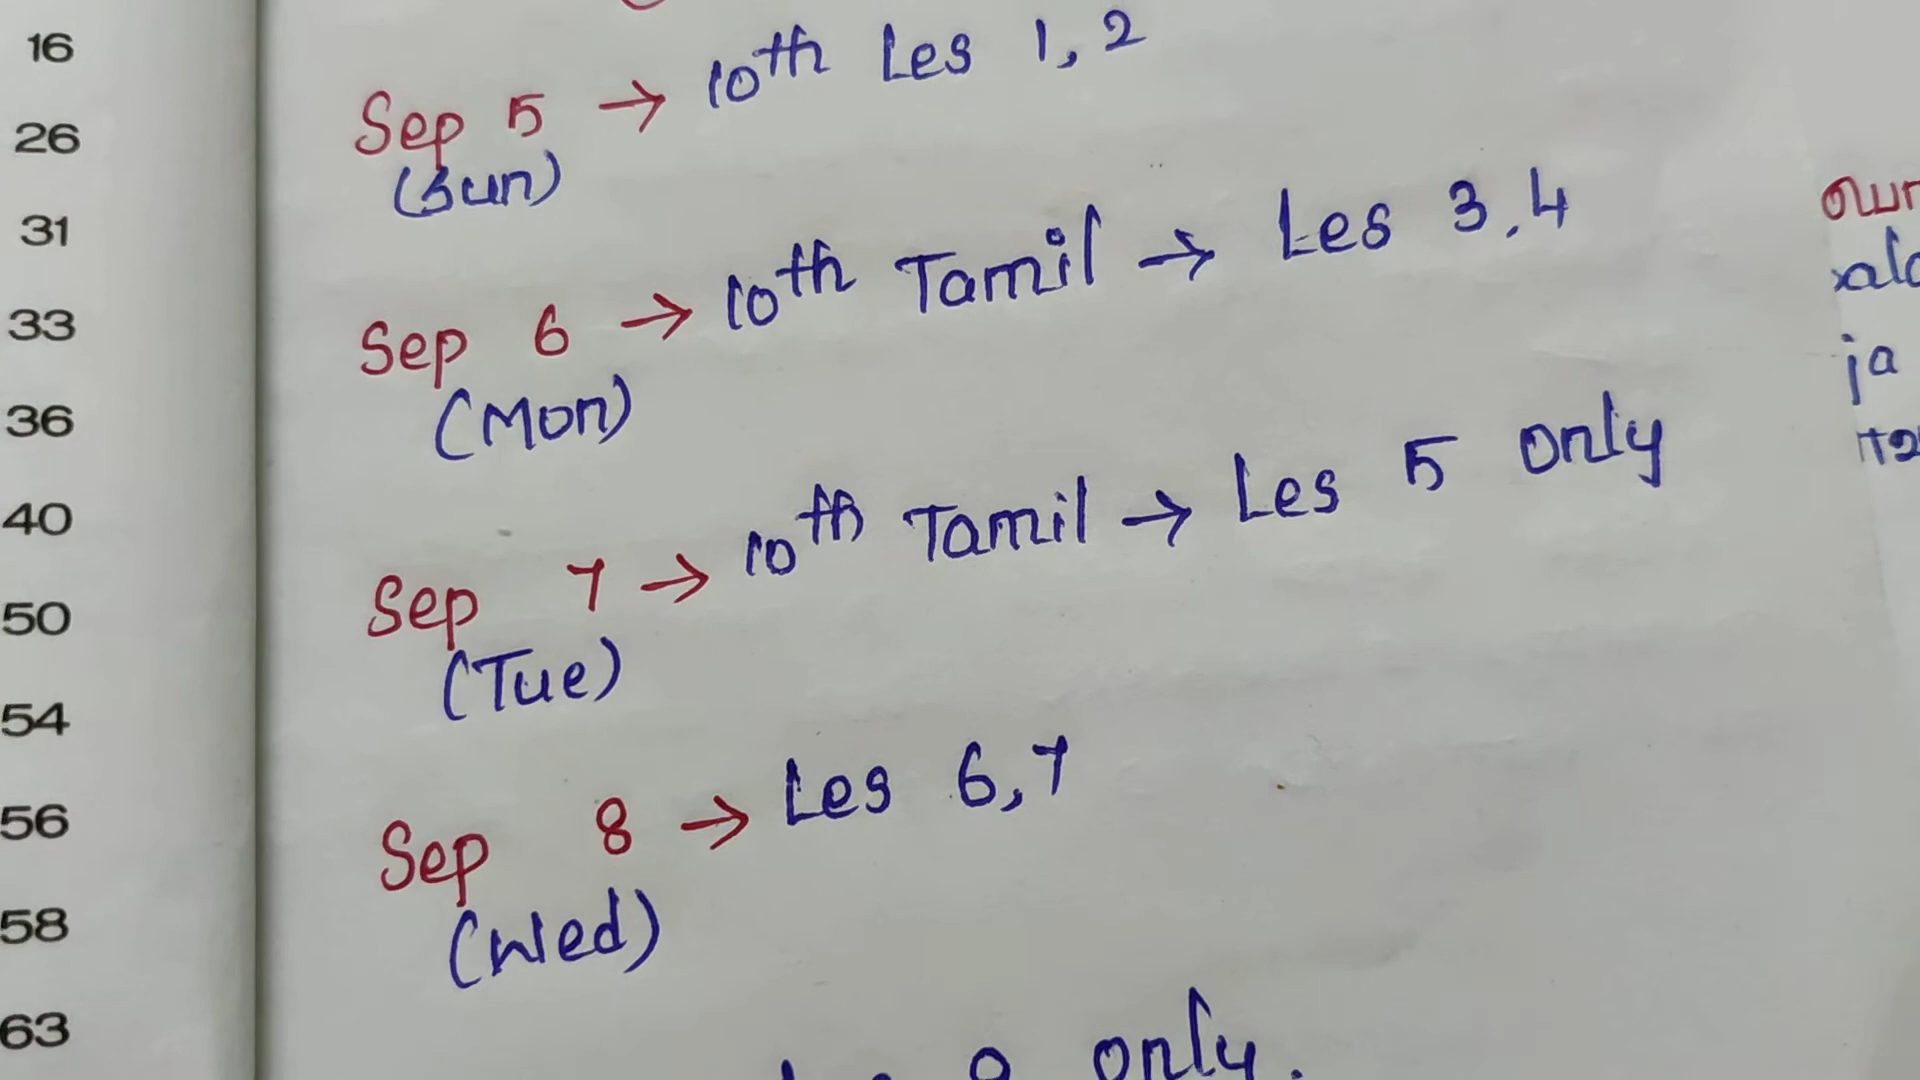 16
26
31
33
36
40
50
54
56
58
63
Sep 5 → 10th Les 1, 2
(Sun)
Sep 6 → 10th Tamil → Les 3, 4
(Mon)
Sep 7 → 10th Tamil → Les 5 only
(Tue)
Sep 8 → Les 6, 7
(Wed)
only.
ja